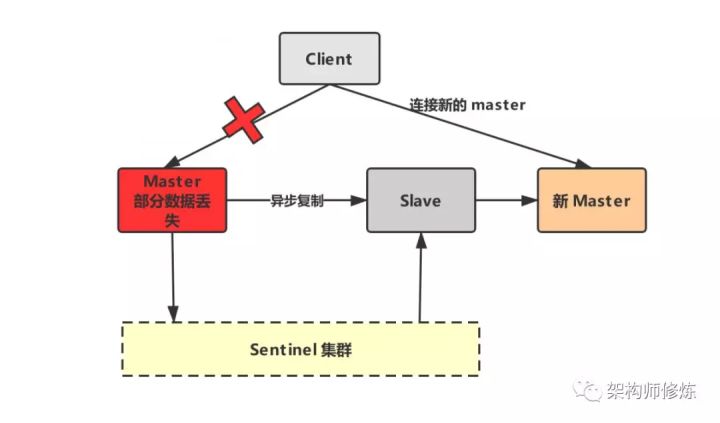 Client
连接新的 master
Master
部分数据丢
失
异步复制
Slave
新 Master
Sentinel 集群
架构师修炼